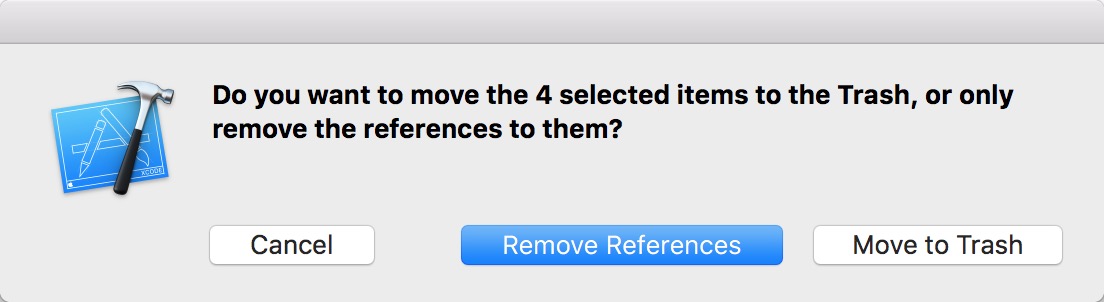 XCODE
Do you want to move the 4 selected items to the Trash, or only
remove the references to them?
Cancel
Remove References
Move to Trash